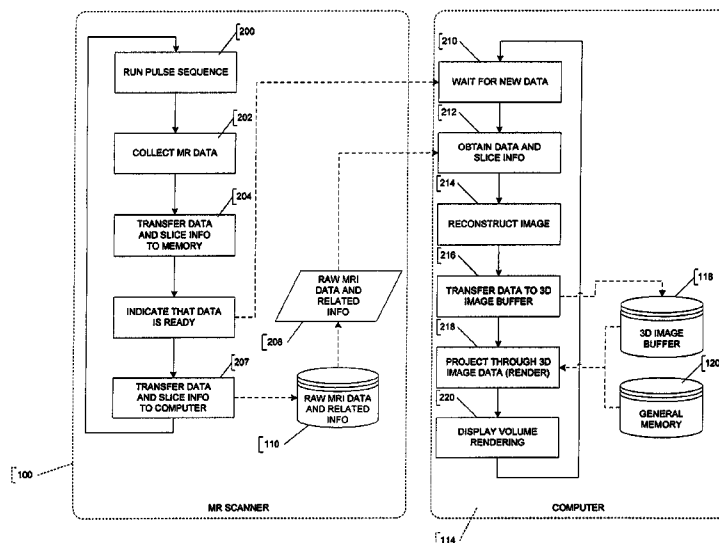 [200
RUN PULSE SEQUENCE
[202
COLLECT MR DATA
[204
TRANSFER DATA
AND SLICE INFO
TO MEMORY
INDICATE THAT DATA
IS READY
[207
TRANSFER DATA
AND SLICE INFO
TO COMPUTER
RAW MRI
DATA AND
RELATED
INFO
[208
RAW MRI DATA
AND RELATED
INFO
[110
[100
MR SCANNER
[210
WAIT FOR NEW DATA
[212
OBTAIN DATA AND
SLICE INFO
[214
RECONSTRUCT IMAGE
[216
TRANSFER DATA TO 3D
IMAGE BUFFER
[218
PROJECT THROUGH 3D
IMAGE DATA (RENDER)
[220
DISPLAY VOLUME
RENDERING
[118
3D IMAGE
BUFFER
[120
GENERAL
MEMORY
COMPUTER
[114